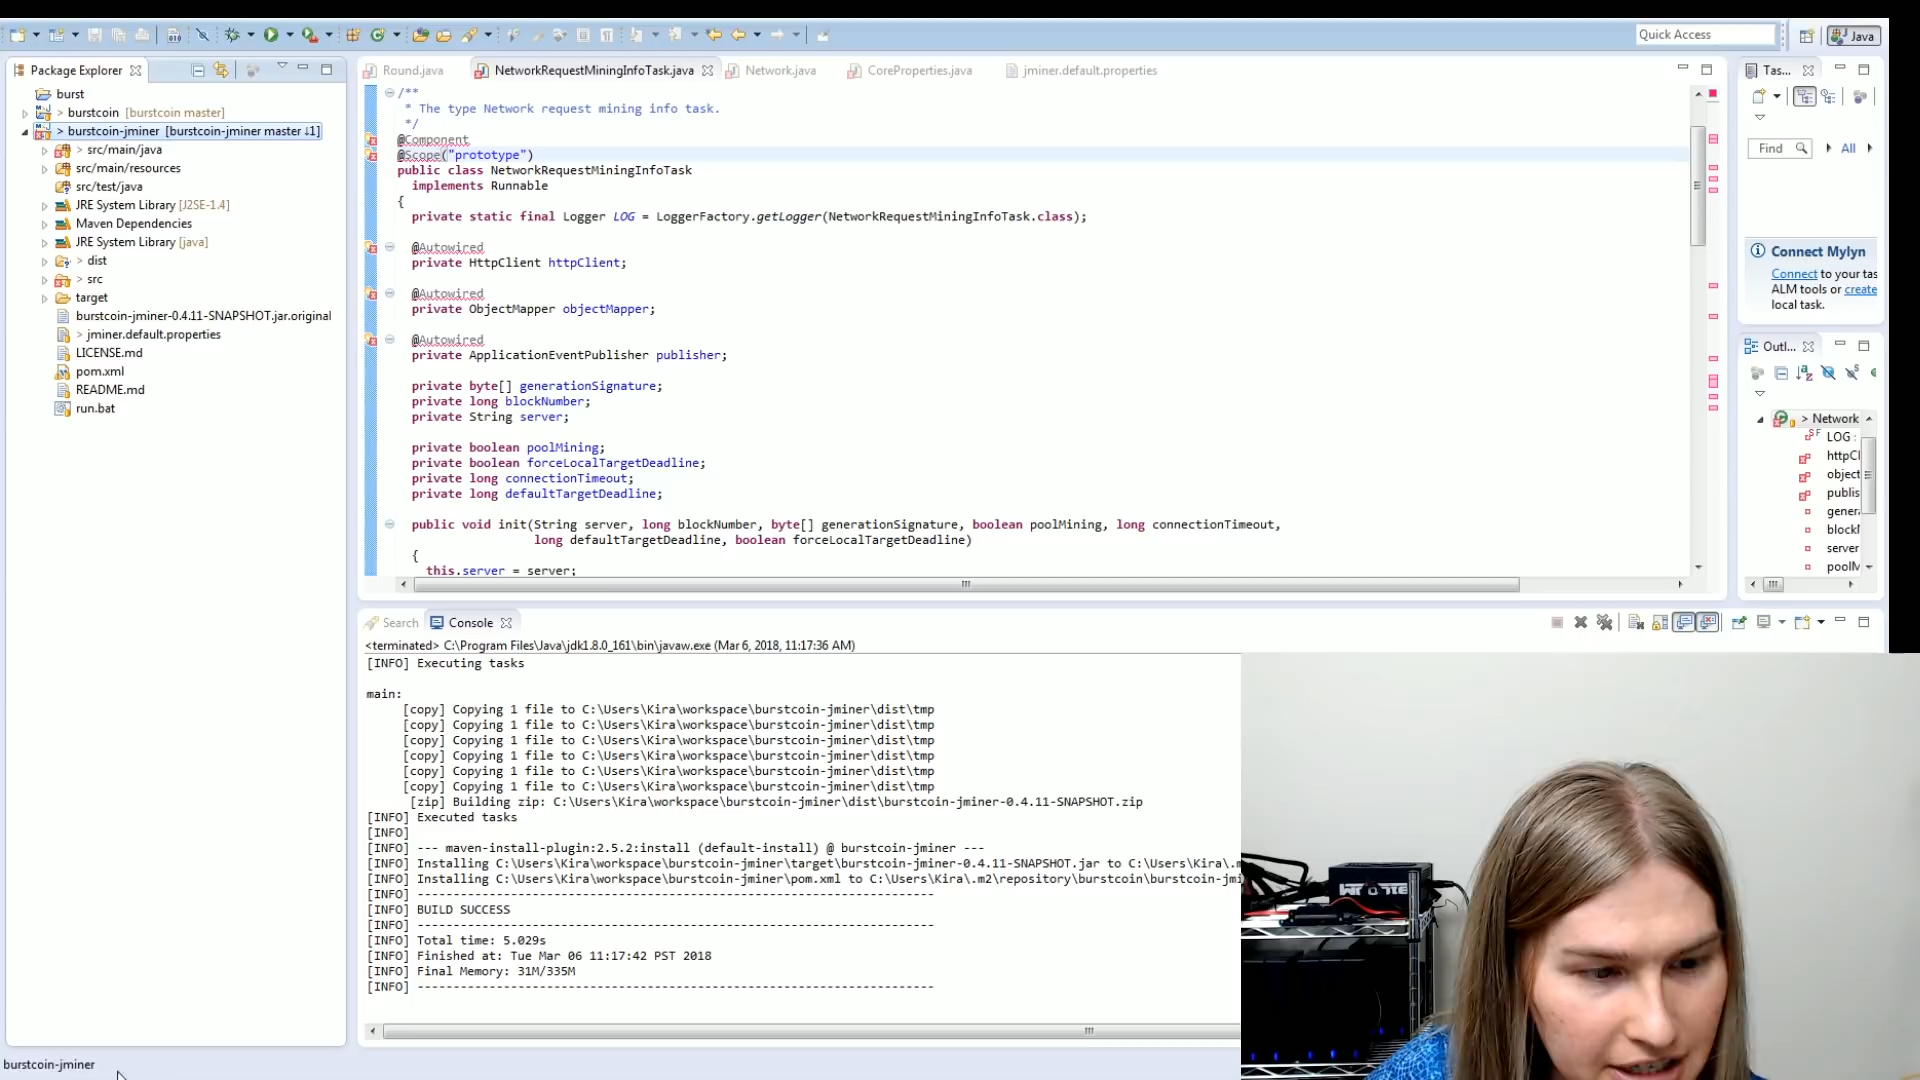 Quick Access
Java
Package Explorer
burst
> burstcoin [burstcoin master]
> burstcoin-jminer [burstcoin-jminer master ↓1]
> src/main/java
src/main/resources
src/test/java
JRE System Library [J2SE-1.4]
Maven Dependencies
JRE System Library [java]
> dist
> src
target
burstcoin-jminer-0.4.11-SNAPSHOT.jar.original
> jminer.default.properties
LICENSE.md
pom.xml
README.md
run.bat
burstcoin-jminer
Round.java
NetworkRequestMiningInfoTask.java
Network.java
CoreProperties.java
jminer.default.properties
/**
* The type Network request mining info task.
*/
@Component
@Scope("prototype")
public class NetworkRequestMiningInfoTask
implements Runnable
{
private static final Logger LOG = LoggerFactory.getLogger(NetworkRequestMiningInfoTask.class);
@Autowired
private HttpClient httpClient;
@Autowired
private ObjectMapper objectMapper;
@Autowired
private ApplicationEventPublisher publisher;
private byte[] generationSignature;
private long blockNumber;
private String server;
private boolean poolMining;
private boolean forceLocalTargetDeadline;
private long connectionTimeout;
private long defaultTargetDeadline;
public void init(String server, long blockNumber, byte[] generationSignature, boolean poolMining, long connectionTimeout,
long defaultTargetDeadline, boolean forceLocalTargetDeadline)
{
this.server = server;
Tas...
Find
All
Connect Mylyn
Connect to your tas
ALM tools or create
local task.
Outl...
> Network
LOG :
httpCl
object
publis
gener
block
server
poolM
Search
Console
<terminated> C:\Program Files\Java\jdk1.8.0_161\bin\javaw.exe (Mar 6, 2018, 11:17:36 AM)
[INFO] Executing tasks
main:
[copy] Copying 1 file to C:\Users\Kira\workspace\burstcoin-jminer\dist\tmp
[copy] Copying 1 file to C:\Users\Kira\workspace\burstcoin-jminer\dist\tmp
[copy] Copying 1 file to C:\Users\Kira\workspace\burstcoin-jminer\dist\tmp
[copy] Copying 1 file to C:\Users\Kira\workspace\burstcoin-jminer\dist\tmp
[copy] Copying 1 file to C:\Users\Kira\workspace\burstcoin-jminer\dist\tmp
[copy] Copying 1 file to C:\Users\Kira\workspace\burstcoin-jminer\dist\tmp
[zip] Building zip: C:\Users\Kira\workspace\burstcoin-jminer\dist\burstcoin-jminer-0.4.11-SNAPSHOT.zip
[INFO] Executed tasks
[INFO]
[INFO] --- maven-install-plugin:2.5.2:install (default-install) @ burstcoin-jminer ---
[INFO] Installing C:\Users\Kira\workspace\burstcoin-jminer\target\burstcoin-jminer-0.4.11-SNAPSHOT.jar to C:\Users\Kira\.m
[INFO] Installing C:\Users\Kira\workspace\burstcoin-jminer\pom.xml to C:\Users\Kira\.m2\repository\burstcoin\burstcoin-jmi
[INFO] ------------------------------------------------------------------------
[INFO] BUILD SUCCESS
[INFO] ------------------------------------------------------------------------
[INFO] Total time: 5.029s
[INFO] Finished at: Tue Mar 06 11:17:42 PST 2018
[INFO] Final Memory: 31M/335M
[INFO] ------------------------------------------------------------------------